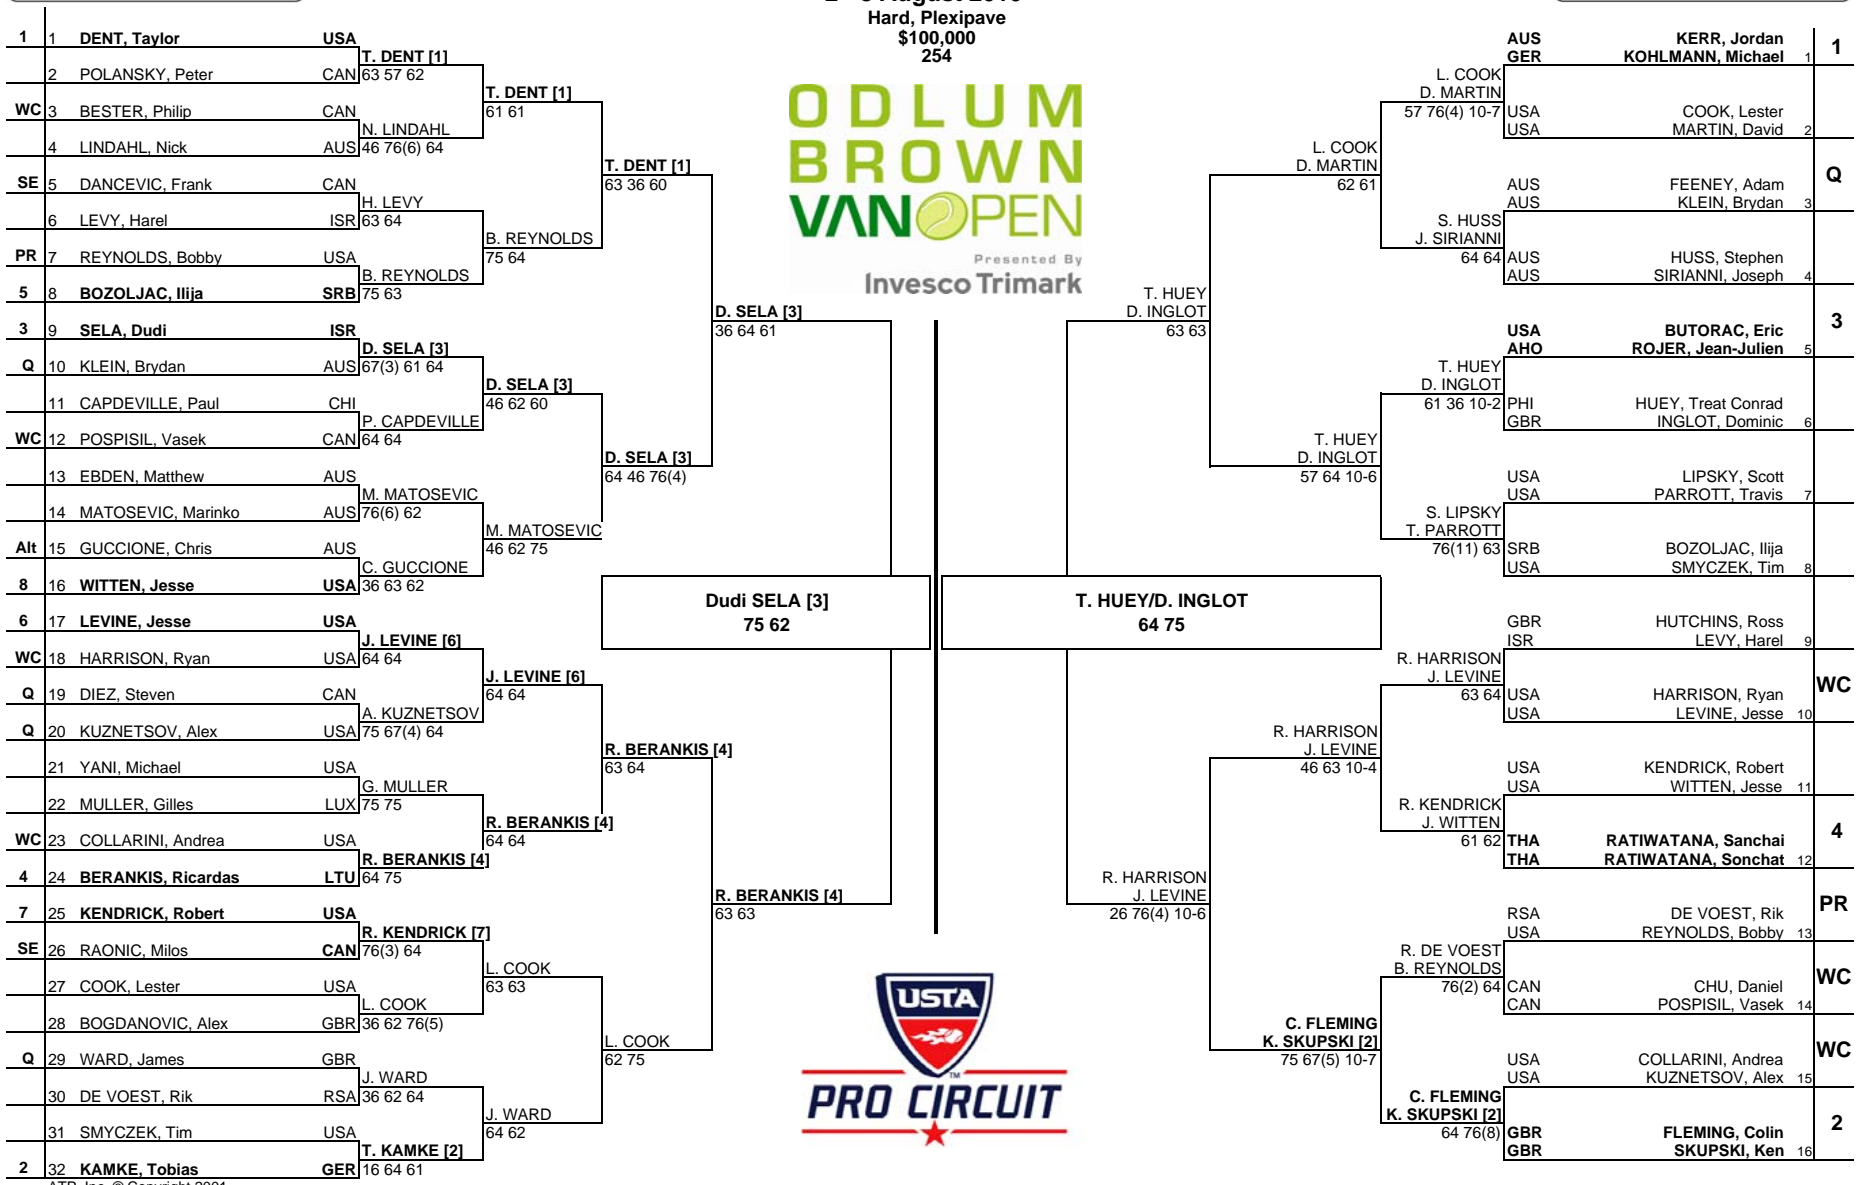 Hard, Plexipave
$100,000
254
1 1 DENT, Taylor USA
T. DENT [1]
2 POLANSKY, Peter CAN 63 57 62
T. DENT [1]
WC 3 BESTER, Philip CAN 61 61
N. LINDAHL
4 LINDAHL, Nick AUS 46 76(6) 64
T. DENT [1]
SE 5 DANCEVIC, Frank CAN 63 36 60
H. LEVY
6 LEVY, Harel ISR 63 64
B. REYNOLDS
PR 7 REYNOLDS, Bobby USA 75 64
B. REYNOLDS
5 8 BOZOLJAC, Ilija SRB 75 63
D. SELA [3]
3 9 SELA, Dudi ISR 36 64 61
D. SELA [3]
Q 10 KLEIN, Brydan AUS 67(3) 61 64
D. SELA [3]
11 CAPDEVILLE, Paul CHI 46 62 60
P. CAPDEVILLE
WC 12 POSPISIL, Vasek CAN 64 64
D. SELA [3]
13 EBDEN, Matthew AUS 64 46 76(4)
M. MATOSEVIC
14 MATOSEVIC, Marinko AUS 76(6) 62
M. MATOSEVIC
Alt 15 GUCCIONE, Chris AUS 46 62 75
C. GUCCIONE
8 16 WITTEN, Jesse USA 36 63 62
Dudi SELA [3]
75 62
6 17 LEVINE, Jesse USA
J. LEVINE [6]
WC 18 HARRISON, Ryan USA 64 64
J. LEVINE [6]
Q 19 DIEZ, Steven CAN 64 64
A. KUZNETSOV
Q 20 KUZNETSOV, Alex USA 75 67(4) 64
R. BERANKIS [4]
21 YANI, Michael USA 63 64
G. MULLER
22 MULLER, Gilles LUX 75 75
R. BERANKIS [4]
WC 23 COLLARINI, Andrea USA 64 64
R. BERANKIS [4]
4 24 BERANKIS, Ricardas LTU 64 75
R. BERANKIS [4]
7 25 KENDRICK, Robert USA 63 63
R. KENDRICK [7]
SE 26 RAONIC, Milos CAN 76(3) 64
L. COOK
27 COOK, Lester USA 63 63
L. COOK
28 BOGDANOVIC, Alex GBR 36 62 76(5)
L. COOK
Q 29 WARD, James GBR 62 75
J. WARD
30 DE VOEST, Rik RSA 36 62 64
J. WARD
31 SMYCZEK, Tim USA 64 62
T. KAMKE [2]
2 32 KAMKE, Tobias GER 16 64 61
ODLUM
BROWN
VAN OPEN
Presented By
Invesco Trimark
USTA
TM
PRO CIRCUIT
AUS KERR, Jordan 1
GER KOHLMANN, Michael 1
L. COOK
D. MARTIN
57 76(4) 10-7 USA COOK, Lester
USA MARTIN, David 2
L. COOK
D. MARTIN
62 61
Q
AUS FEENEY, Adam
AUS KLEIN, Brydan 3
S. HUSS
J. SIRIANNI
64 64 AUS HUSS, Stephen
AUS SIRIANNI, Joseph 4
T. HUEY
D. INGLOT
63 63
3
USA BUTORAC, Eric
AHO ROJER, Jean-Julien 5
T. HUEY
D. INGLOT
61 36 10-2 PHI HUEY, Treat Conrad
GBR INGLOT, Dominic 6
T. HUEY
D. INGLOT
57 64 10-6
USA LIPSKY, Scott
USA PARROTT, Travis 7
S. LIPSKY
T. PARROTT
76(11) 63 SRB BOZOLJAC, Ilija
USA SMYCZEK, Tim 8
T. HUEY/D. INGLOT
64 75
GBR HUTCHINS, Ross
ISR LEVY, Harel 9
R. HARRISON
J. LEVINE
WC
63 64 USA HARRISON, Ryan
USA LEVINE, Jesse 10
R. HARRISON
J. LEVINE
46 63 10-4
USA KENDRICK, Robert
USA WITTEN, Jesse 11
R. KENDRICK
J. WITTEN
4
61 62 THA RATIWATANA, Sanchai
THA RATIWATANA, Sonchat 12
R. HARRISON
J. LEVINE
26 76(4) 10-6
PR
RSA DE VOEST, Rik
USA REYNOLDS, Bobby 13
R. DE VOEST
B. REYNOLDS
WC
76(2) 64 CAN CHU, Daniel
CAN POSPISIL, Vasek 14
C. FLEMING
K. SKUPSKI [2]
75 67(5) 10-7
WC
USA COLLARINI, Andrea
USA KUZNETSOV, Alex 15
C. FLEMING
K. SKUPSKI [2]
2
64 76(8) GBR FLEMING, Colin
GBR SKUPSKI, Ken 16